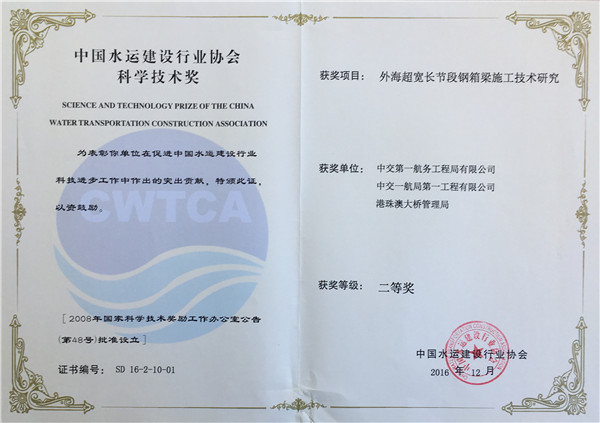 中国水运建设行业协会
科学技术奖
SCIENCE AND TECHNOLOGY PRIZE OF THE CHINA
WATER TRANSPORTATION CONSTRUCTION ASSOCIATION
为表彰你单位在促进中国水运建设行业
科技进步工作中作出的突出贡献，特颁此证，
以资鼓励。
CWTCA
[2008年国家科学技术奖励工作办公室公告
(第48号)批准设立]
证书编号： SD 16-2-10-01
获奖项目： 外海超宽长节段钢箱梁施工技术研究
获奖单位： 中交第一航务工程局有限公司
中交一航局第一工程有限公司
港珠澳大桥管理局
获奖等级： 二等奖
中国水运建设行业协会
2016 年 12 月